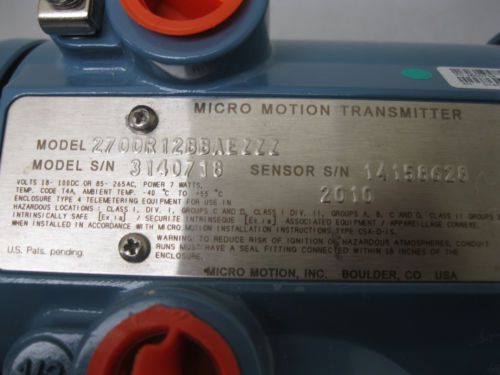 MICRO MOTION TRANSMITTER
MODEL 2700R12BBAEZZZ
MODEL S/N 3140718 SENSOR S/N 14158628
2010
VOLTS 18-100DC OR 85-265AC, POWER 7 WATTS,
TEMP. CODE T4A, AMBIENT TEMP. -40 °C TO +55 °C
ENCLOSURE TYPE 4 TELEMETERING EQUIPMENT FOR USE IN
HAZARDOUS LOCATIONS: CLASS I, DIV. I, GROUPS C AND D, CLASS I DIV. II, GROUPS A, B, C AND D, CLASS II GROUPS
INTRINSICALLY SAFE [Ex ia] / SECURITE INTRINSEQUE [Ex ia] ASSOCIATED EQUIPMENT / APPAREILLAGE CONNEXE,
WHEN INSTALLED IN ACCORDANCE WITH MICRO MOTION INSTALLATION INSTRUCTIONS TYPE CSA-D-IS.
WARNING: TO REDUCE RISK OF IGNITION OF HAZARDOUS ATMOSPHERES, CONDUIT
RUNS MUST HAVE A SEAL FITTING CONNECTED WITHIN 18 INCHES OF THE
ENCLOSURE.
U.S. Pats. pending.
MICRO MOTION, INC. BOULDER, CO USA
1/2